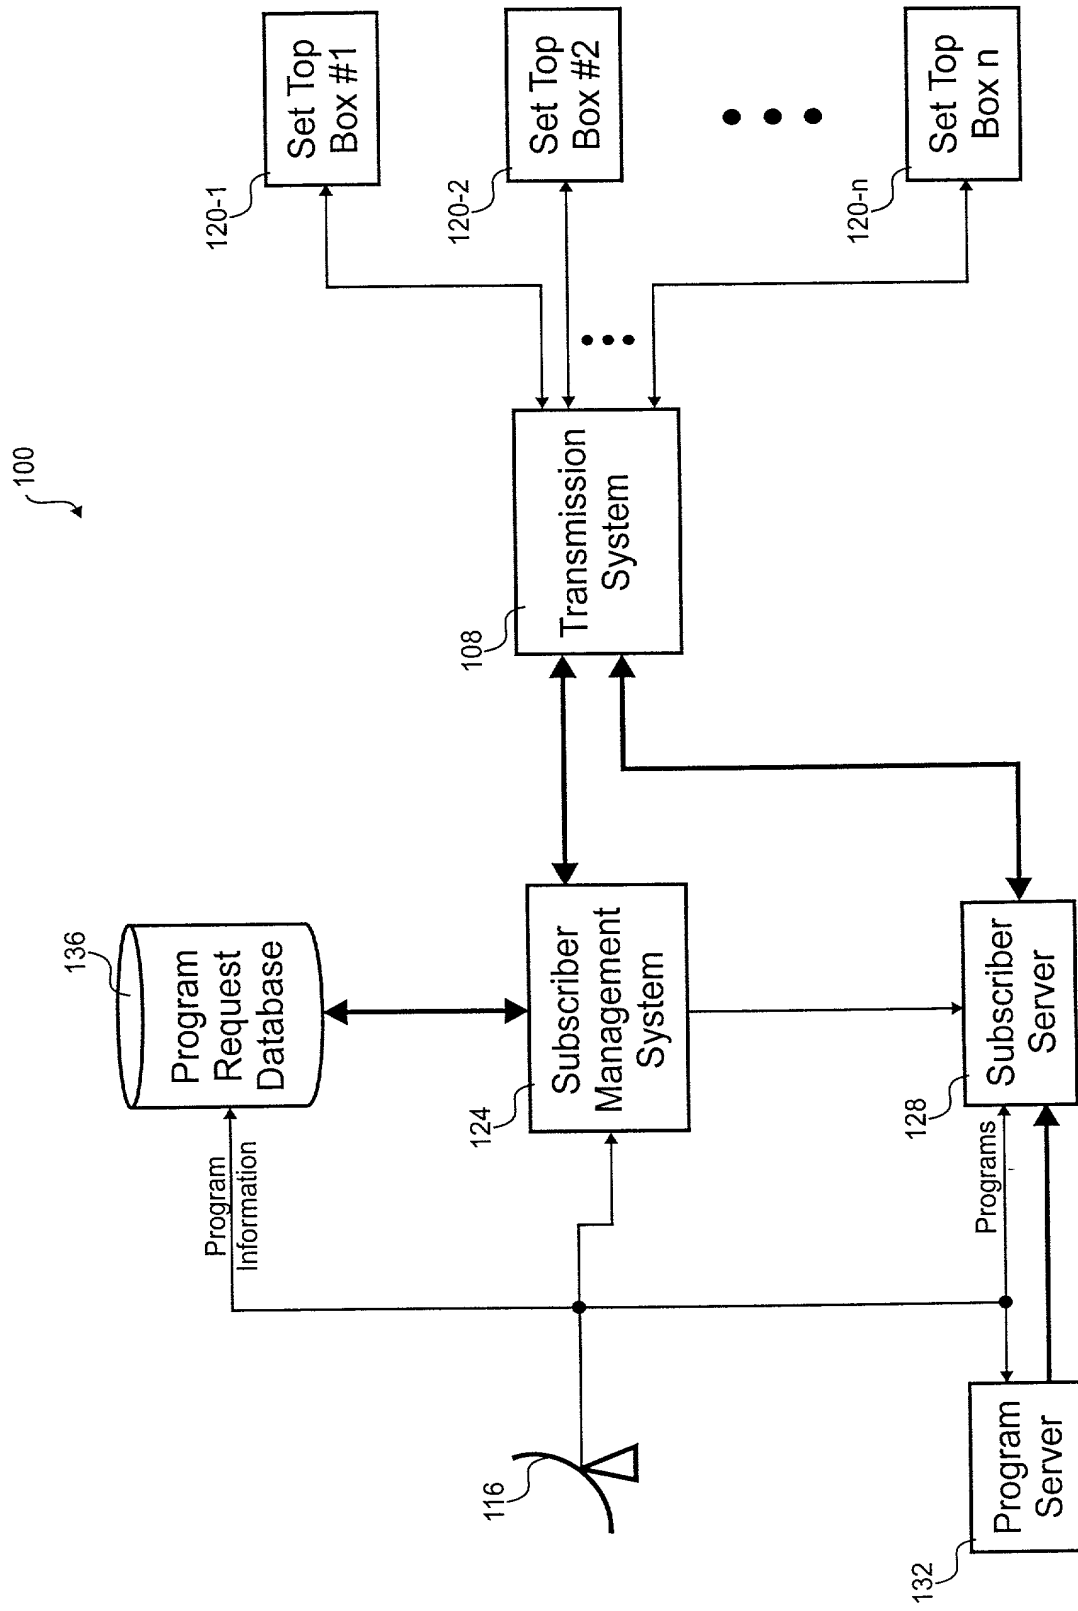 100
Program
Request
Database
136
Program
Information
Subscriber
Management
System
124
116
Programs
Program
Server
132
Subscriber
Server
128
Transmission
System
108
Set Top
Box #1
120-1
Set Top
Box #2
120-2
Set Top
Box n
120-n